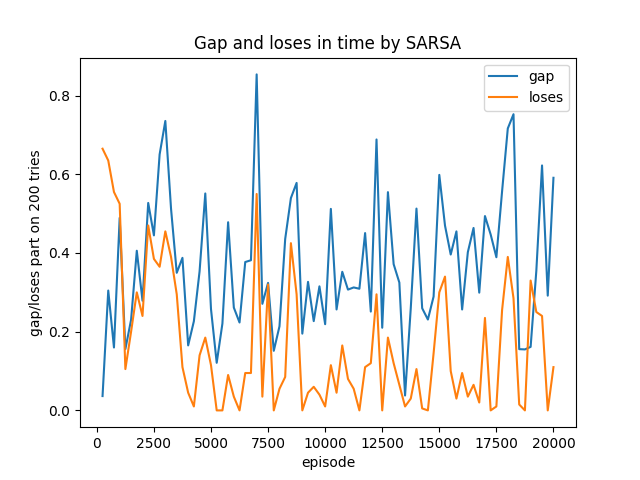 Gap and loses in time by SARSA
gap
loses
gap/loses part on 200 tries
0.8
0.6
0.4
0.2
0.0
0 2500 5000 7500 10000 12500 15000 17500 20000
episode